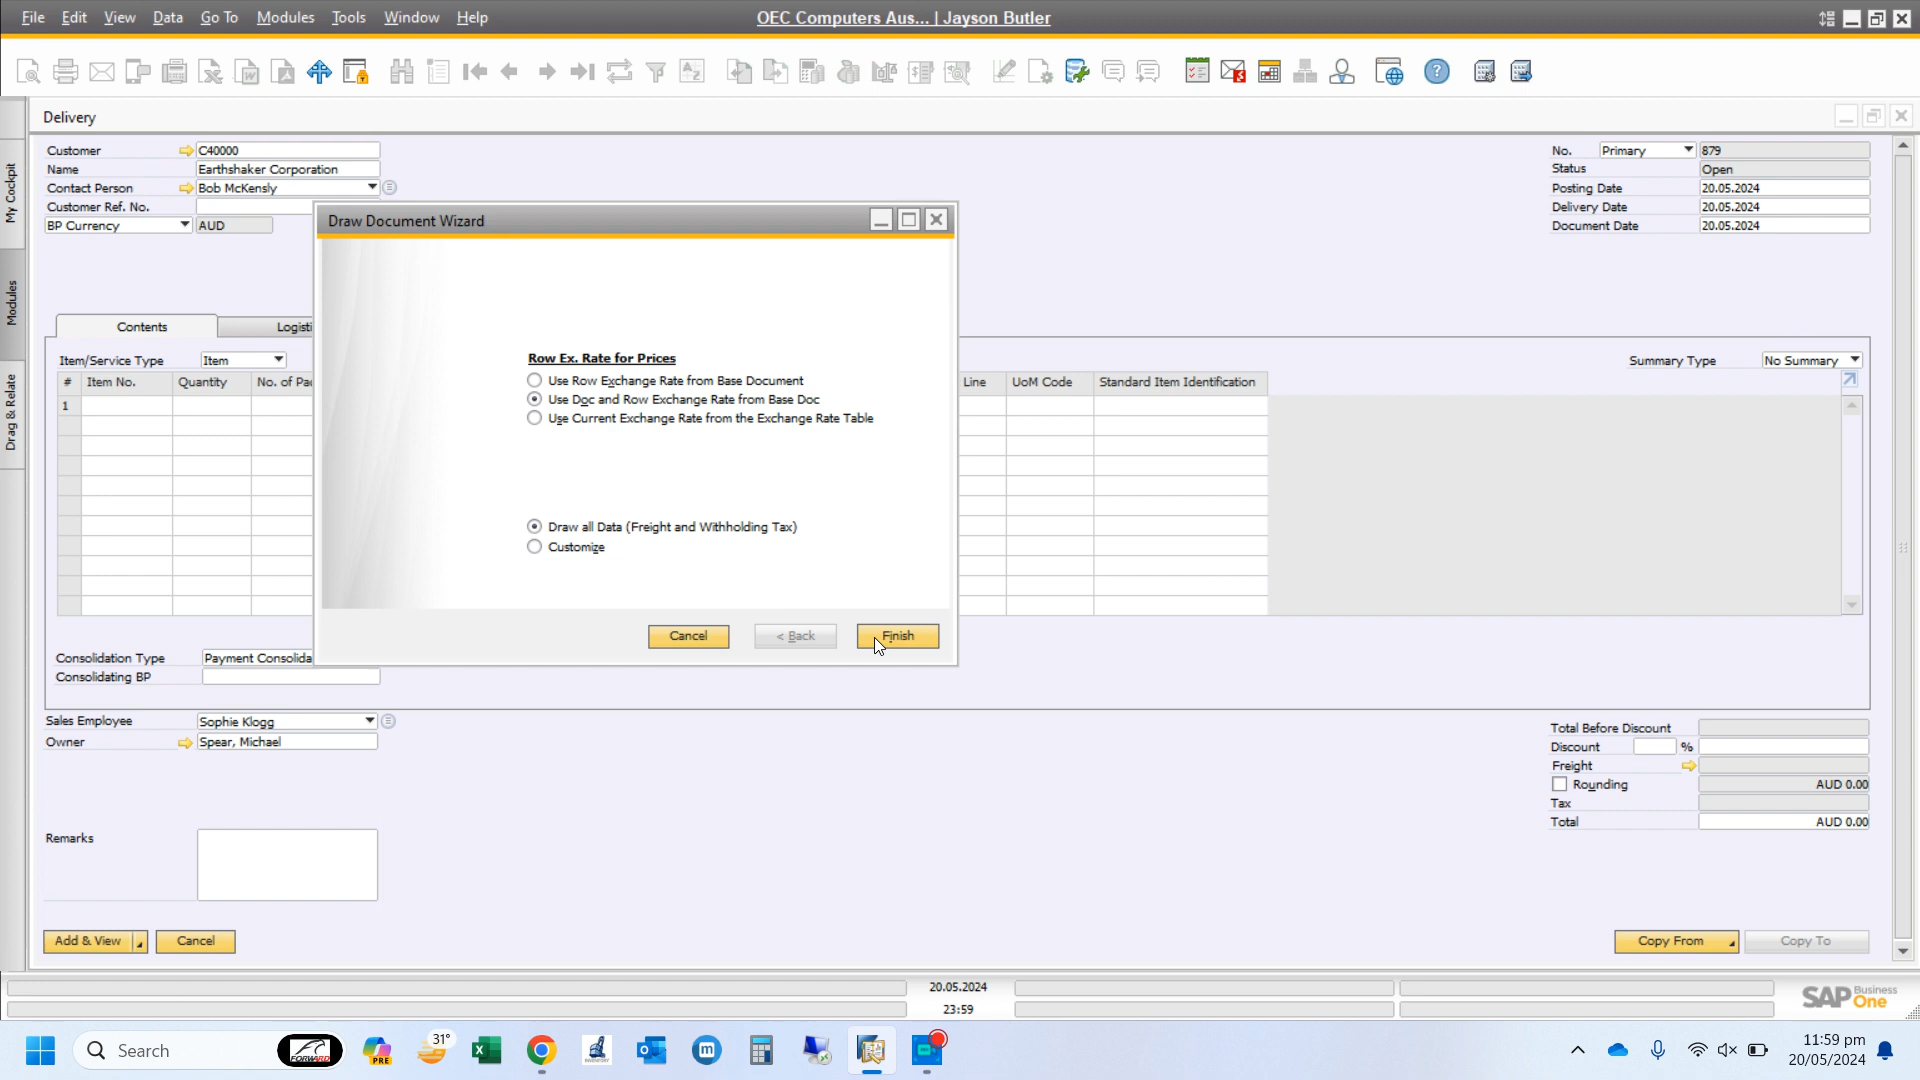 File Edit View Data Go To Modules Tools Window Help
OEC Computers Aus... | Jayson Butler
Delivery
Customer C40000
Name Earthshaker Corporation
Contact Person Bob McKensly
Customer Ref. No.
BP Currency AUD
No. Primary 879
Status Open
Posting Date 20.05.2024
Delivery Date 20.05.2024
Document Date 20.05.2024
My Cockpit
Modules
Drag & Relate
Draw Document Wizard
Row Ex. Rate for Prices
Use Row Exchange Rate from Base Document
Use Doc and Row Exchange Rate from Base Doc
Use Current Exchange Rate from the Exchange Rate Table
Draw all Data (Freight and Withholding Tax)
Customize
Cancel < Back Finish
Contents Logisti
Item/Service Type Item
Summary Type No Summary
# Item No. Quantity No. of Pac Line UoM Code Standard Item Identification
1
Consolidation Type Payment Consolida
Consolidating BP
Sales Employee Sophie Klogg
Owner Spear, Michael
Remarks
Total Before Discount
Discount %
Freight
Rounding AUD 0.00
Tax
Total AUD 0.00
Add & View Cancel
Copy From Copy To
20.05.2024
23:59
SAP Business One
Search
FORWARD
PRE
31°
11:59 pm
20/05/2024